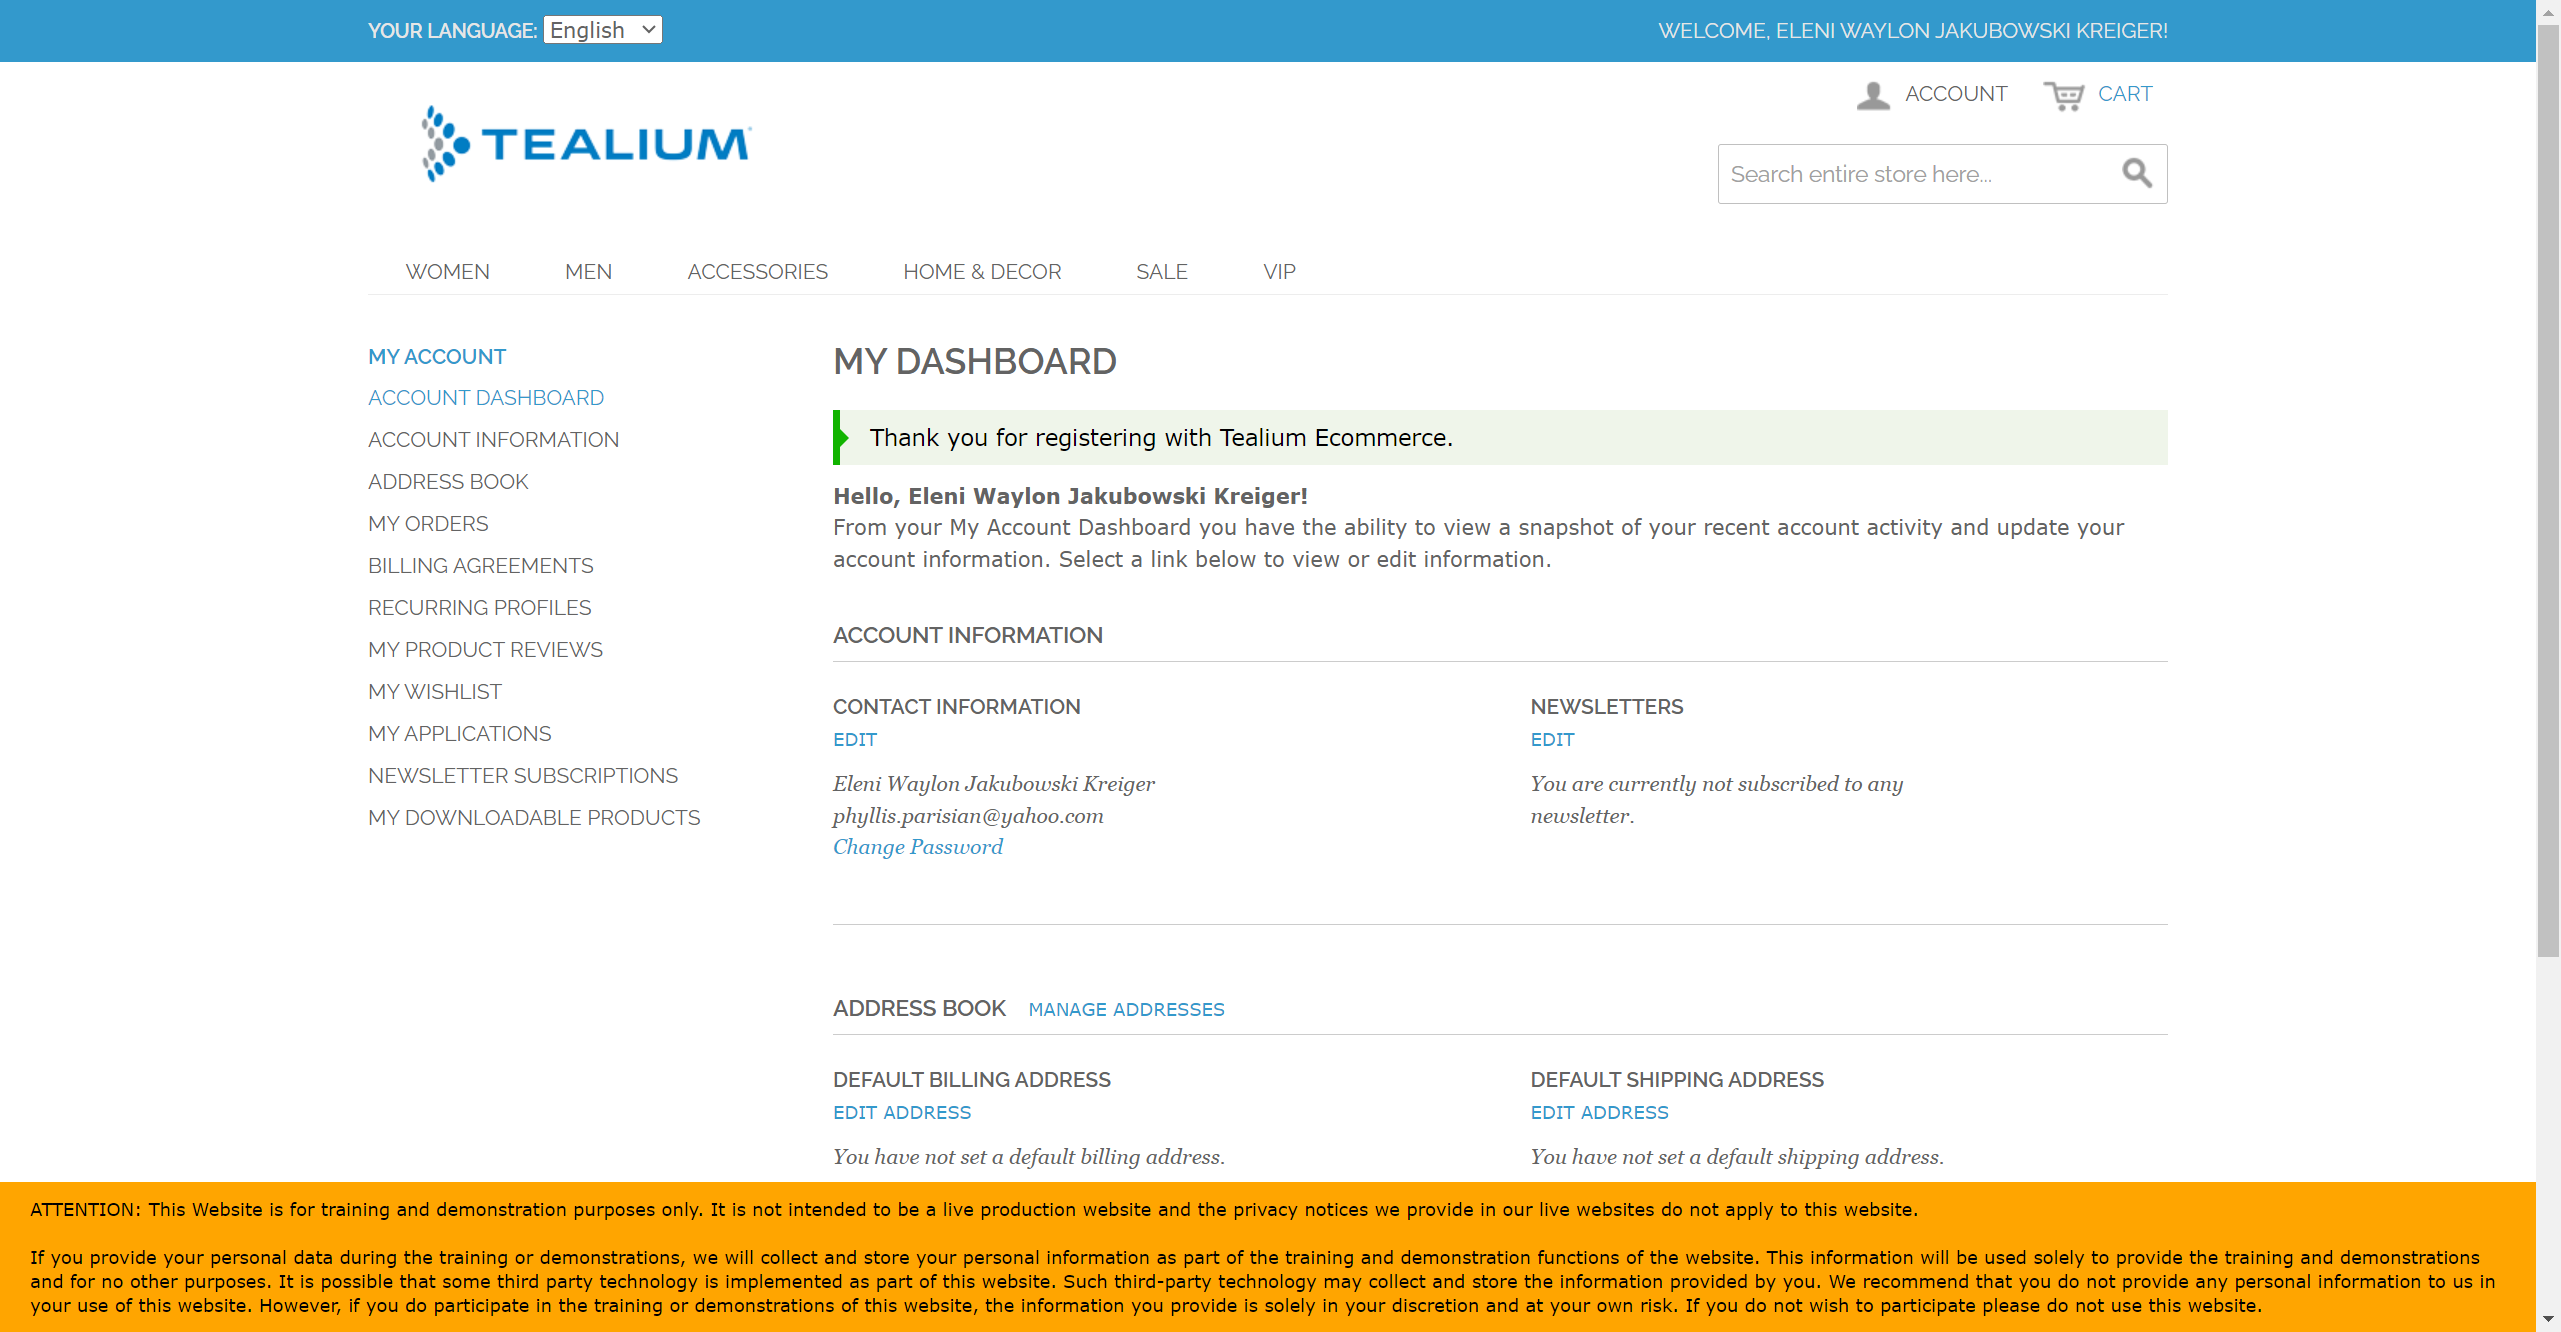 YOUR LANGUAGE: English
WELCOME, ELENI WAYLON JAKUBOWSKI KREIGER!
ACCOUNT
CART
TEALIUM
Search entire store here...
WOMEN MEN ACCESSORIES HOME & DECOR SALE VIP
MY ACCOUNT
ACCOUNT DASHBOARD
ACCOUNT INFORMATION
ADDRESS BOOK
MY ORDERS
BILLING AGREEMENTS
RECURRING PROFILES
MY PRODUCT REVIEWS
MY WISHLIST
MY APPLICATIONS
NEWSLETTER SUBSCRIPTIONS
MY DOWNLOADABLE PRODUCTS
MY DASHBOARD
Thank you for registering with Tealium Ecommerce.
Hello, Eleni Waylon Jakubowski Kreiger!
From your My Account Dashboard you have the ability to view a snapshot of your recent account activity and update your
account information. Select a link below to view or edit information.
ACCOUNT INFORMATION
CONTACT INFORMATION
EDIT
Eleni Waylon Jakubowski Kreiger
phyllis.parisian@yahoo.com
Change Password
NEWSLETTERS
EDIT
You are currently not subscribed to any
newsletter.
ADDRESS BOOK MANAGE ADDRESSES
DEFAULT BILLING ADDRESS
EDIT ADDRESS
You have not set a default billing address.
DEFAULT SHIPPING ADDRESS
EDIT ADDRESS
You have not set a default shipping address.
ATTENTION: This Website is for training and demonstration purposes only. It is not intended to be a live production website and the privacy notices we provide in our live websites do not apply to this website.
If you provide your personal data during the training or demonstrations, we will collect and store your personal information as part of the training and demonstration functions of the website. This information will be used solely to provide the training and demonstrations
and for no other purposes. It is possible that some third party technology is implemented as part of this website. Such third-party technology may collect and store the information provided by you. We recommend that you do not provide any personal information to us in
your use of this website. However, if you do participate in the training or demonstrations of this website, the information you provide is solely in your discretion and at your own risk. If you do not wish to participate please do not use this website.